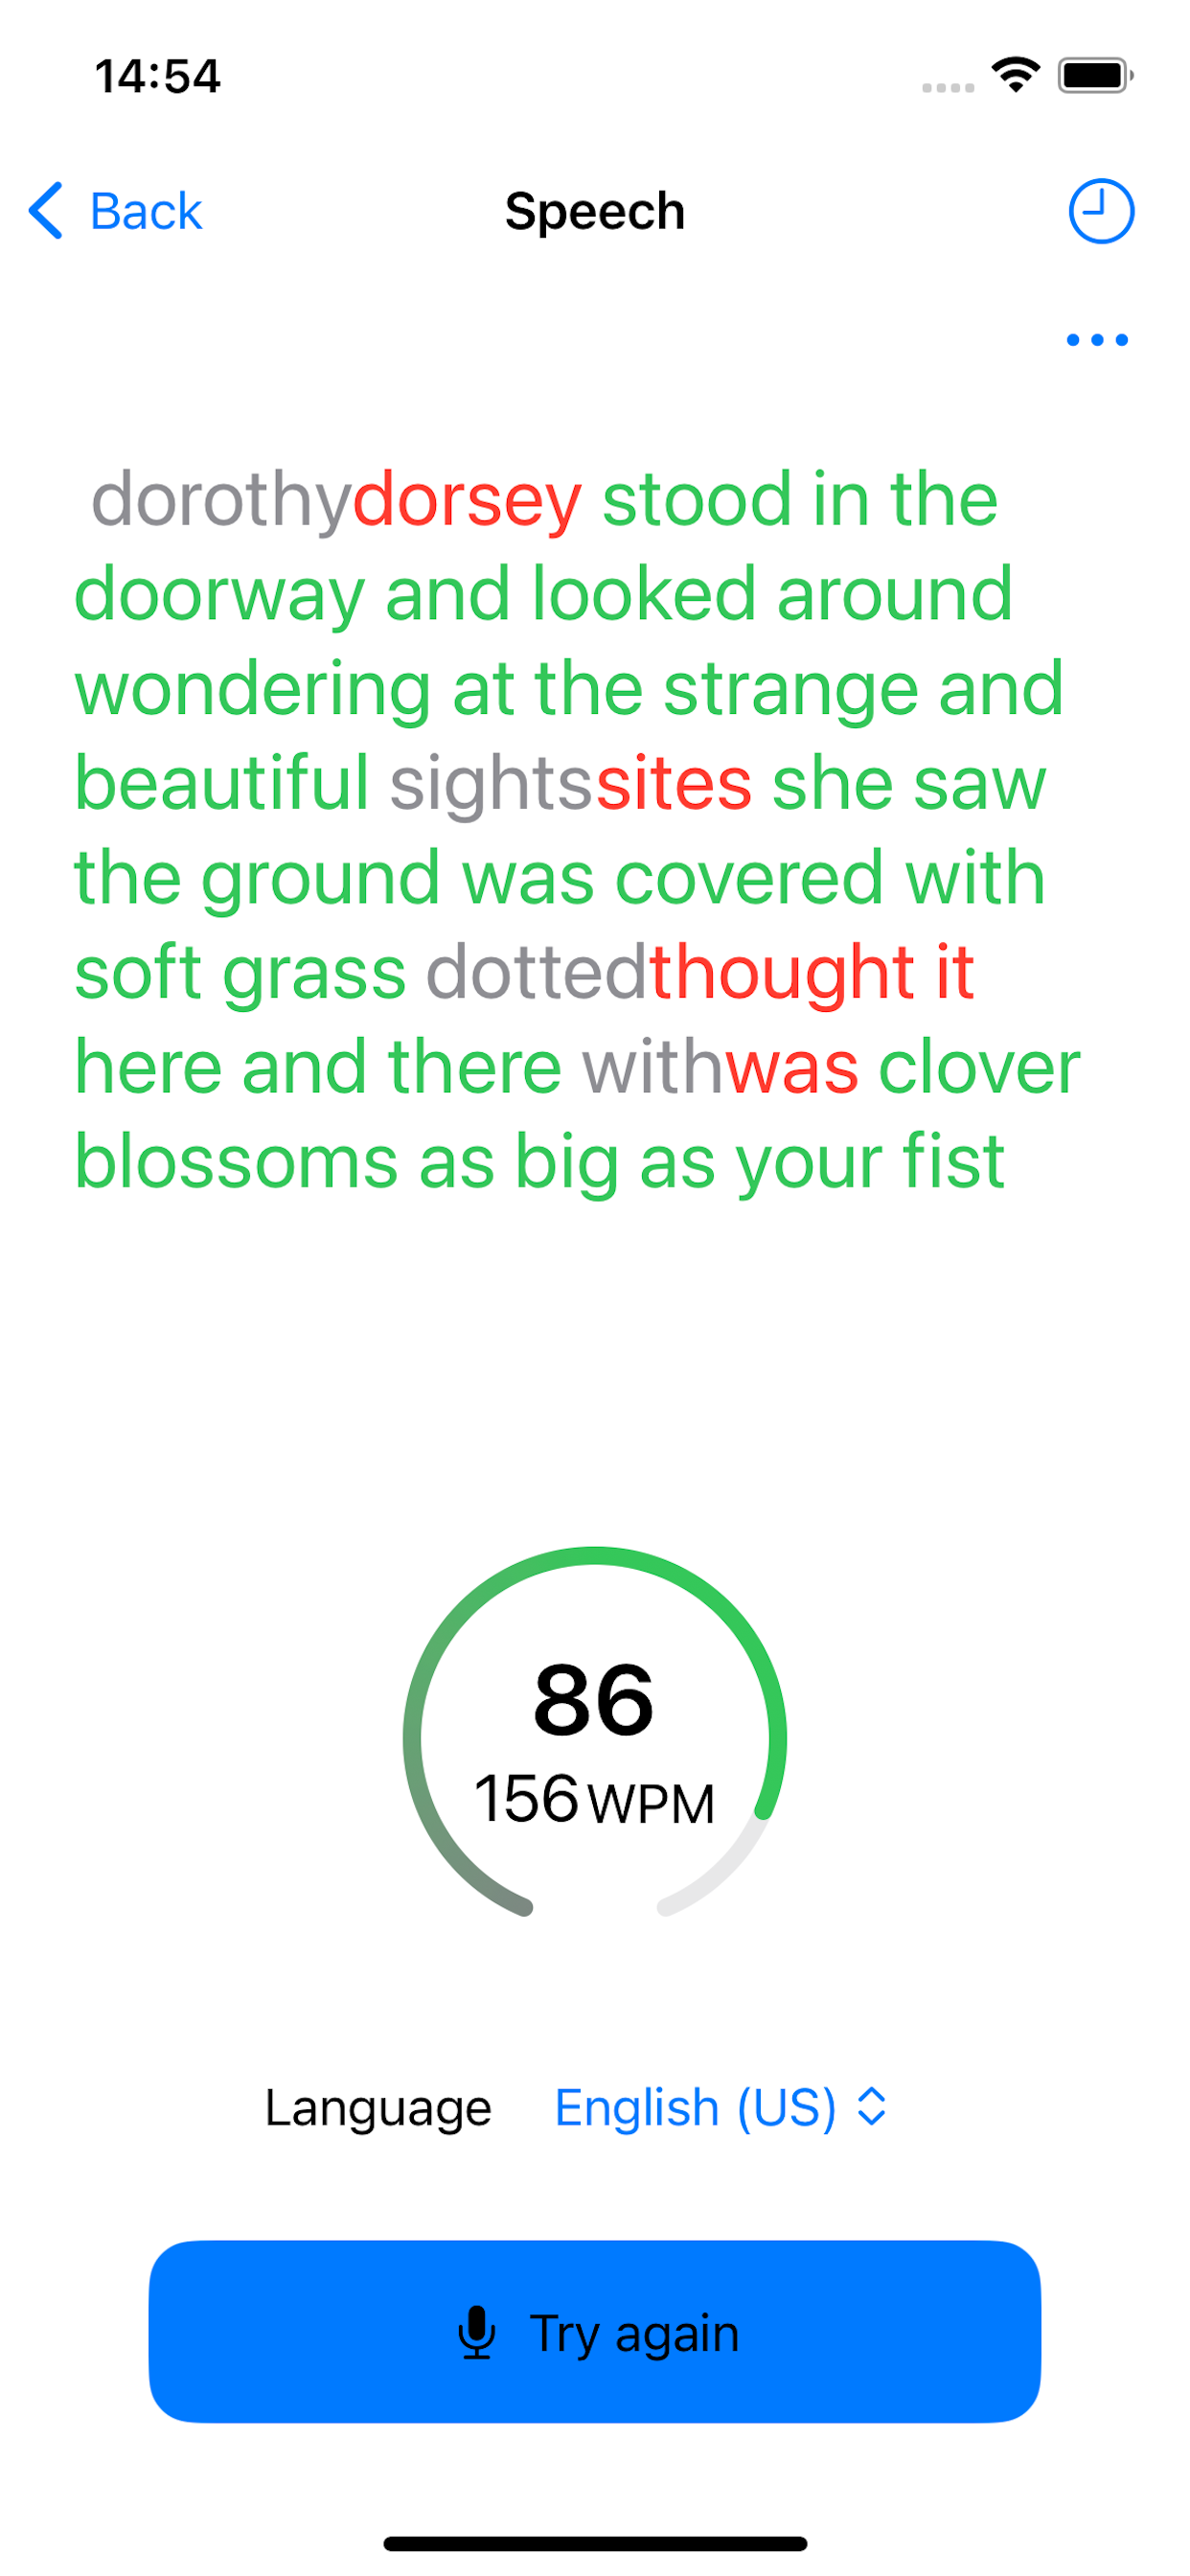 14:54
Back
Speech
dorothydorsey stood in the
doorway and looked around
wondering at the strange and
beautiful sightssites she saw
the ground was covered with
soft grass dottedthought it
here and there withwas clover
blossoms as big as your fist
86
156 WPM
Language English (US)
Try again